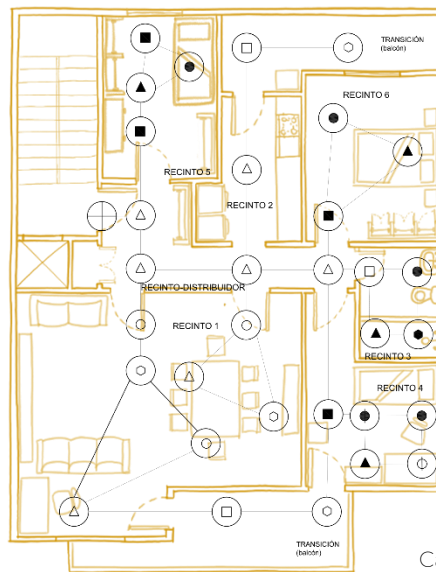 TRANSICIÓN
(balcón)
RECINTO 6
RECINTO 5
RECINTO 2
RECINTO-DISTRIBUIDOR
RECINTO 1
RECINTO 3
RECINTO 4
TRANSICIÓN
(balcón)